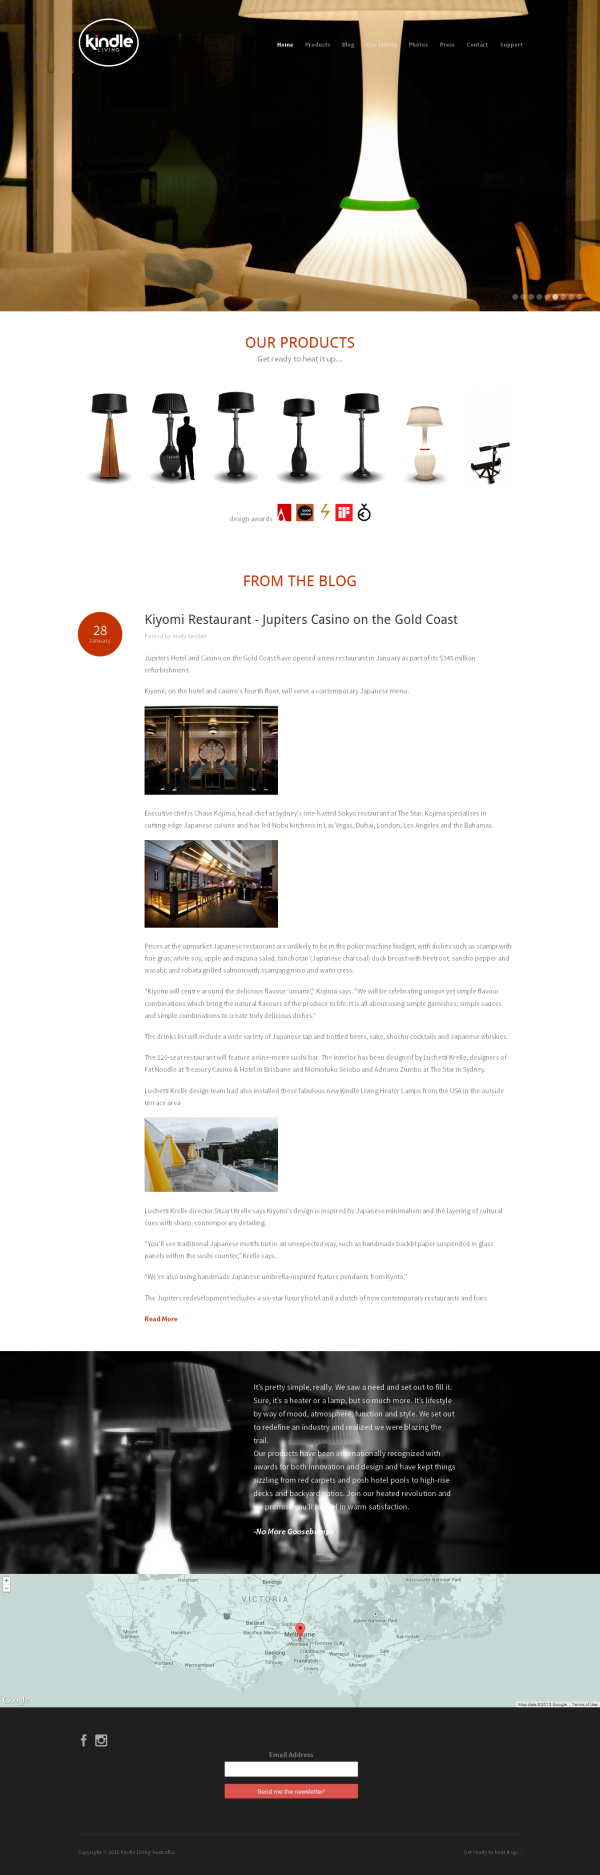 kindle
LIVING
Home Products Blog Our Clients Photos Press Contact Support
OUR PRODUCTS
Get ready to heat it up...
design awards
GOOD DESIGN
iF
FROM THE BLOG
28
January
Kiyomi Restaurant - Jupiters Casino on the Gold Coast
Posted by Andy Sinclair
Jupiters Hotel and Casino on the Gold Coast have opened a new restaurant in January as part of its $345 million
refurbishment.
Kiyomi, on the hotel and casino's fourth floor, will serve a contemporary Japanese menu.
Executive chef is Chase Kojima, head chef at Sydney's one-hatted Sokyo restaurant at The Star. Kojima specialises in
cutting-edge Japanese cuisine and has led Nobu kitchens in Las Vegas, Dubai, London, Los Angeles and the Bahamas.
Prices at the upmarket Japanese restaurant are unlikely to be in the poker machine budget, with dishes such as scampi with
foie gras; white soy, apple and mizuna salad; binchotan (Japanese charcoal) duck breast with beetroot, sansho pepper and
wasabi; and robata grilled salmon with ssamjang miso and watercress.
"Kiyomi will centre around the delicious flavour 'umami'," Kojima says. "We will be celebrating unique yet simple flavour
combinations which bring the natural flavours of the produce to life. It is all about using simple garnishes, simple sauces
and simple combinations to create truly delicious dishes."
The drinks list will include a wide variety of Japanese tap and bottled beers, sake, shochu cocktails and Japanese whiskies.
The 120-seat restaurant will feature a nine-metre sushi bar. The interior has been designed by Luchetti Krelle, designers of
Fat Noodle at Treasury Casino & Hotel in Brisbane and Momofuku Seiobo and Adriano Zumbo at The Star in Sydney.
Luchetti Krelle design team had also installed these fabulous new Kindle Living Heater Lamps from the USA in the outside
terrace area
Luchetti Krelle director Stuart Krelle says Kiyomi's design is inspired by Japanese minimalism and the layering of cultural
cues with sharp, contemporary detailing.
"You'll see traditional Japanese motifs but in an unexpected way, such as handmade backlit paper suspended in glass
panels within the sushi counter," Krelle says.
"We're also using handmade Japanese umbrella-inspired feature pendants from Kyoto."
The Jupiters redevelopment includes a six-star luxury hotel and a clutch of new contemporary restaurants and bars.
Read More
It's pretty simple, really. We saw a need and set out to fill it.
Sure, it's a heater or a lamp, but so much more. It's lifestyle
by way of mood, atmosphere, function and style. We set out
to redefine an industry and realized we were blazing the
trail.
Our products have been internationally recognized with
awards for both innovation and design and have kept things
sizzling from red carpets and posh hotel pools to high-rise
decks and backyard patios. Join our heated revolution and
we promise you'll revel in warm satisfaction.
-No More Goosebumps
VICTORIA
Horsham
Bendigo
Kosciuszko National Park
Mount Gambier
Hamilton
Ballarat
Bacchus Marsh
Sunbury
Melbourne
Werribee
Ferntree Gully
Alpine National Park
Bairnsdale
Sale
Geelong
Torquay
Cranbourne
Frankston
Warragul
Traralgon
Morwell
Cowes
Portland
Warrnambool
Google
Map data ©2015 Google
Terms of Use
Email Address
Send me the newsletter!
Copyright © 2015 Kindle Living Australia
Get ready to heat it up...